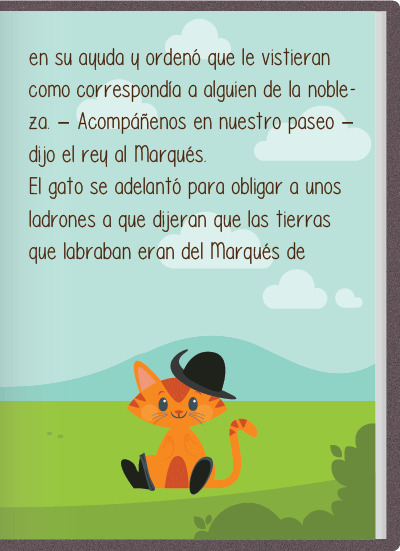 en su ayuda y ordenó que le vistieran
como correspondía a alguien de la noble-
za. – Acompáñenos en nuestro paseo –
dijo el rey al Marqués.
El gato se adelantó para obligar a unos
ladrones a que dijeran que las tierras
que labraban eran del Marqués de